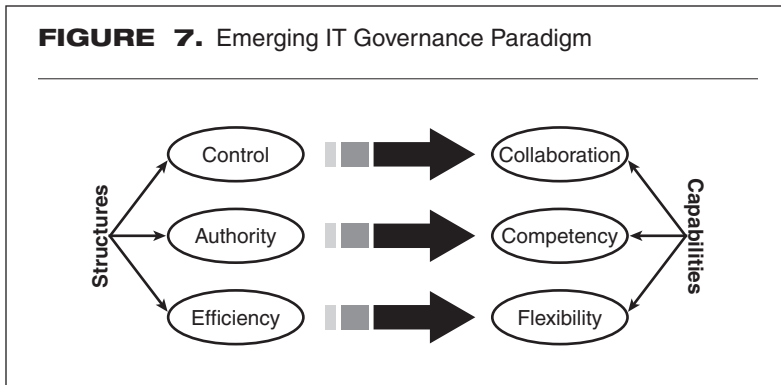 FIGURE 7. Emerging IT Governance Paradigm
Structures
Control
Collaboration
Authority
Competency
Efficiency
Flexibility
Capabilities